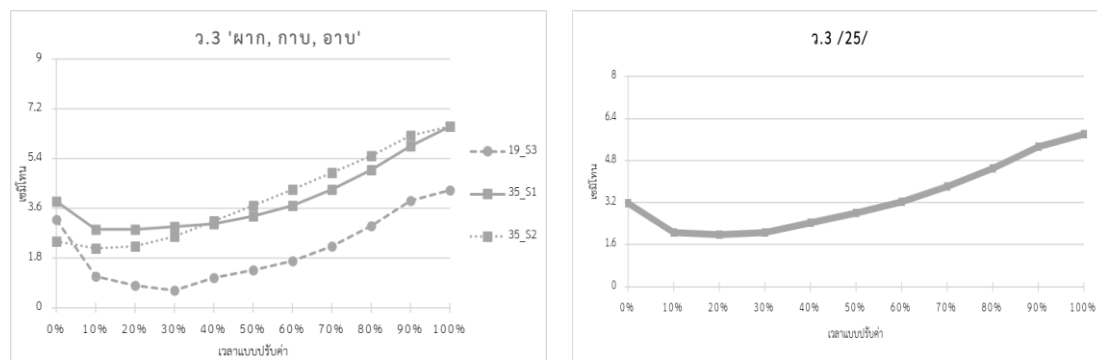 ว.3 'ผาก, กาบ, อาบ'
9
7.2
5.4
3.6
1.8
0
เซมิโทน
0% 10% 20% 30% 40% 50% 60% 70% 80% 90% 100%
เวลาแบบปรับค่า
19_S3
35_S1
35_S2
ว.3 /25/
8
6.4
4.8
3.2
1.6
0
เซมิโทน
0% 10% 20% 30% 40% 50% 60% 70% 80% 90% 100%
เวลาแบบปรับค่า